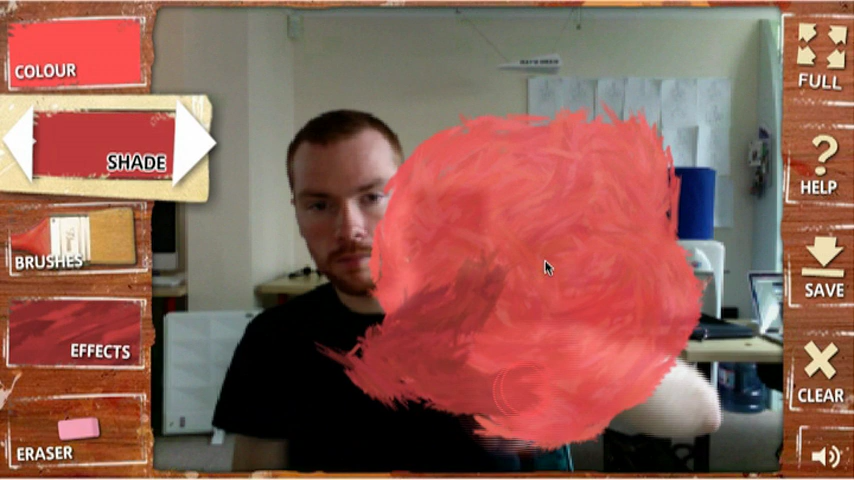 COLOUR
SHADE
BRUSHES
EFFECTS
ERASER
FULL
HELP
SAVE
CLEAR